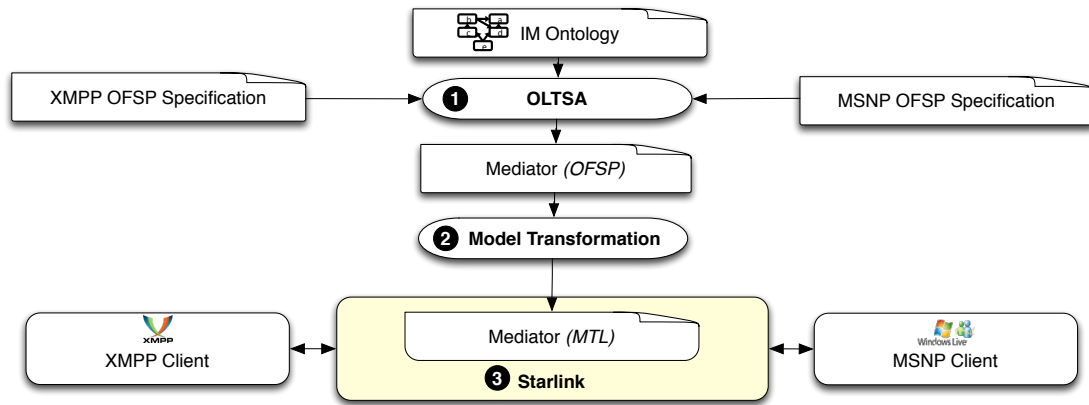 b a
c d
e
IM Ontology
XMPP OFSP Specification
1 OLTSA
MSNP OFSP Specification
Mediator (OFSP)
2 Model Transformation
XMPP
XMPP Client
Mediator (MTL)
3 Starlink
Windows Live
MSNP Client